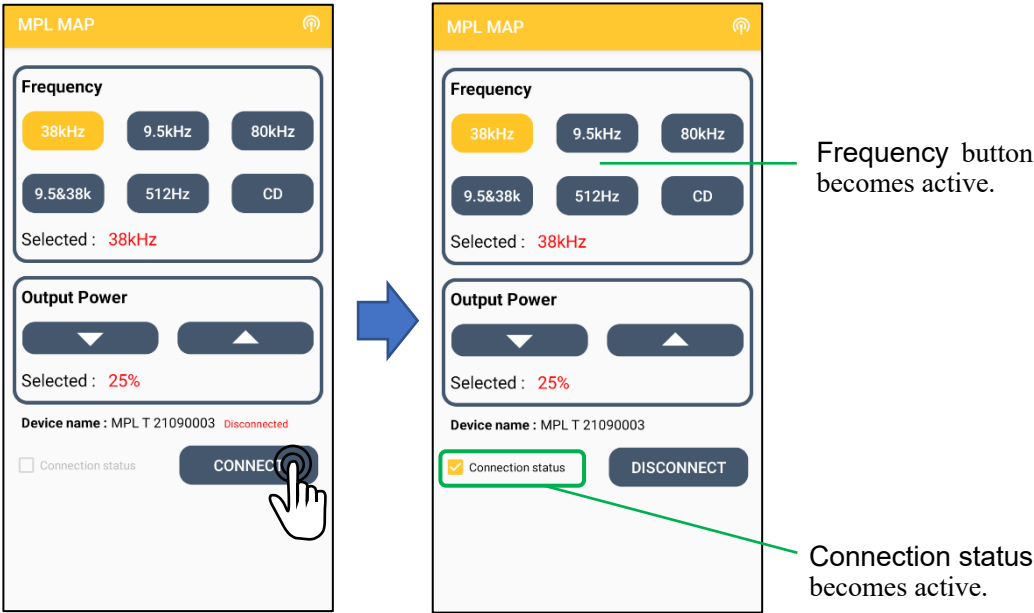 MPL MAP
Frequency
38kHz 9.5kHz 80kHz
9.5&38k 512Hz CD
Selected : 38kHz
Output Power
Selected : 25%
Device name : MPL T 21090003 Disconnected
Connection status CONNECT
MPL MAP
Frequency
38kHz 9.5kHz 80kHz
9.5&38k 512Hz CD
Selected : 38kHz
Output Power
Selected : 25%
Device name : MPL T 21090003
Connection status DISCONNECT
Frequency button
becomes active.
Connection status
becomes active.